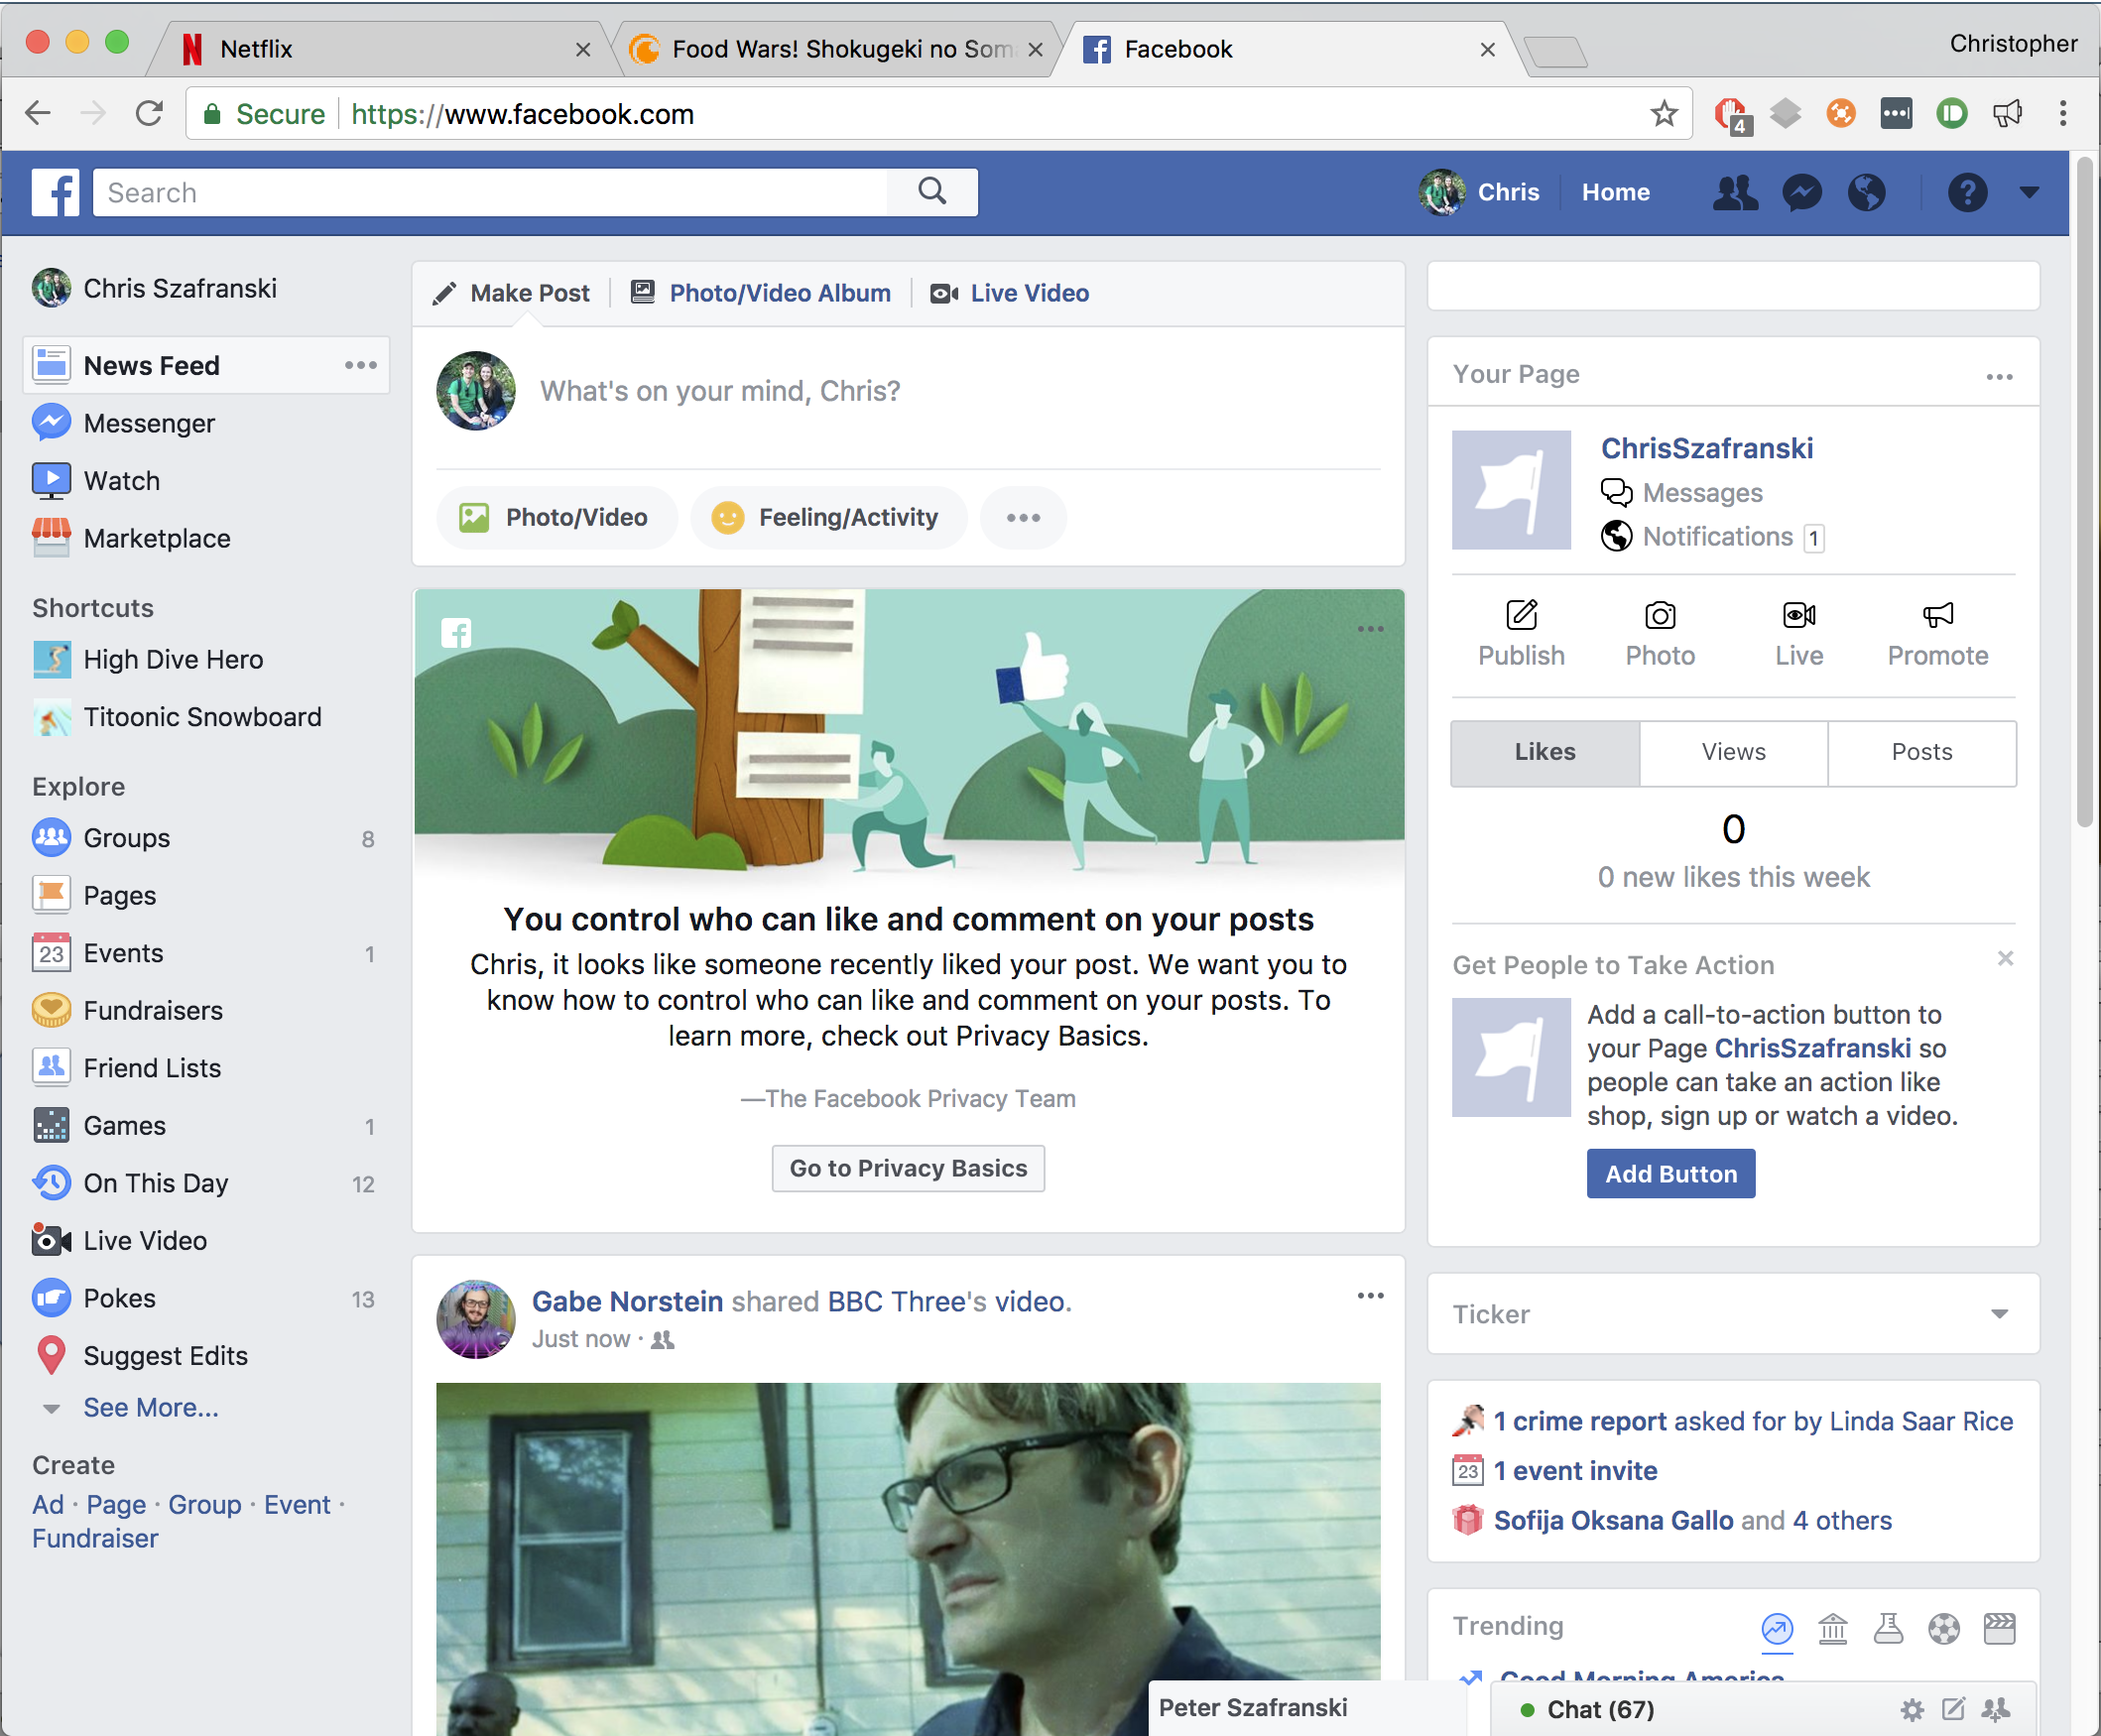 Netflix
Food Wars! Shokugeki no Som
Facebook
Christopher
Secure
https://www.facebook.com
4
Search
Chris
Home
Chris Szafranski
News Feed
Messenger
Watch
Marketplace
Shortcuts
High Dive Hero
Titoonic Snowboard
Explore
Groups 8
Pages
23 Events 1
Fundraisers
Friend Lists
Games 1
On This Day 12
Live Video
Pokes 13
Suggest Edits
See More...
Create
Ad · Page · Group · Event ·
Fundraiser
Make Post
Photo/Video Album
Live Video
What's on your mind, Chris?
Photo/Video
Feeling/Activity
You control who can like and comment on your posts
Chris, it looks like someone recently liked your post. We want you to
know how to control who can like and comment on your posts. To
learn more, check out Privacy Basics.
—The Facebook Privacy Team
Go to Privacy Basics
Gabe Norstein shared BBC Three's video.
Just now ·
Your Page
ChrisSzafranski
Messages
Notifications 1
Publish
Photo
Live
Promote
Likes
Views
Posts
0
0 new likes this week
Get People to Take Action
Add a call-to-action button to
your Page ChrisSzafranski so
people can take an action like
shop, sign up or watch a video.
Add Button
Ticker
1 crime report asked for by Linda Saar Rice
23 1 event invite
Sofija Oksana Gallo and 4 others
Trending
Good Morning America
Peter Szafranski
Chat (67)